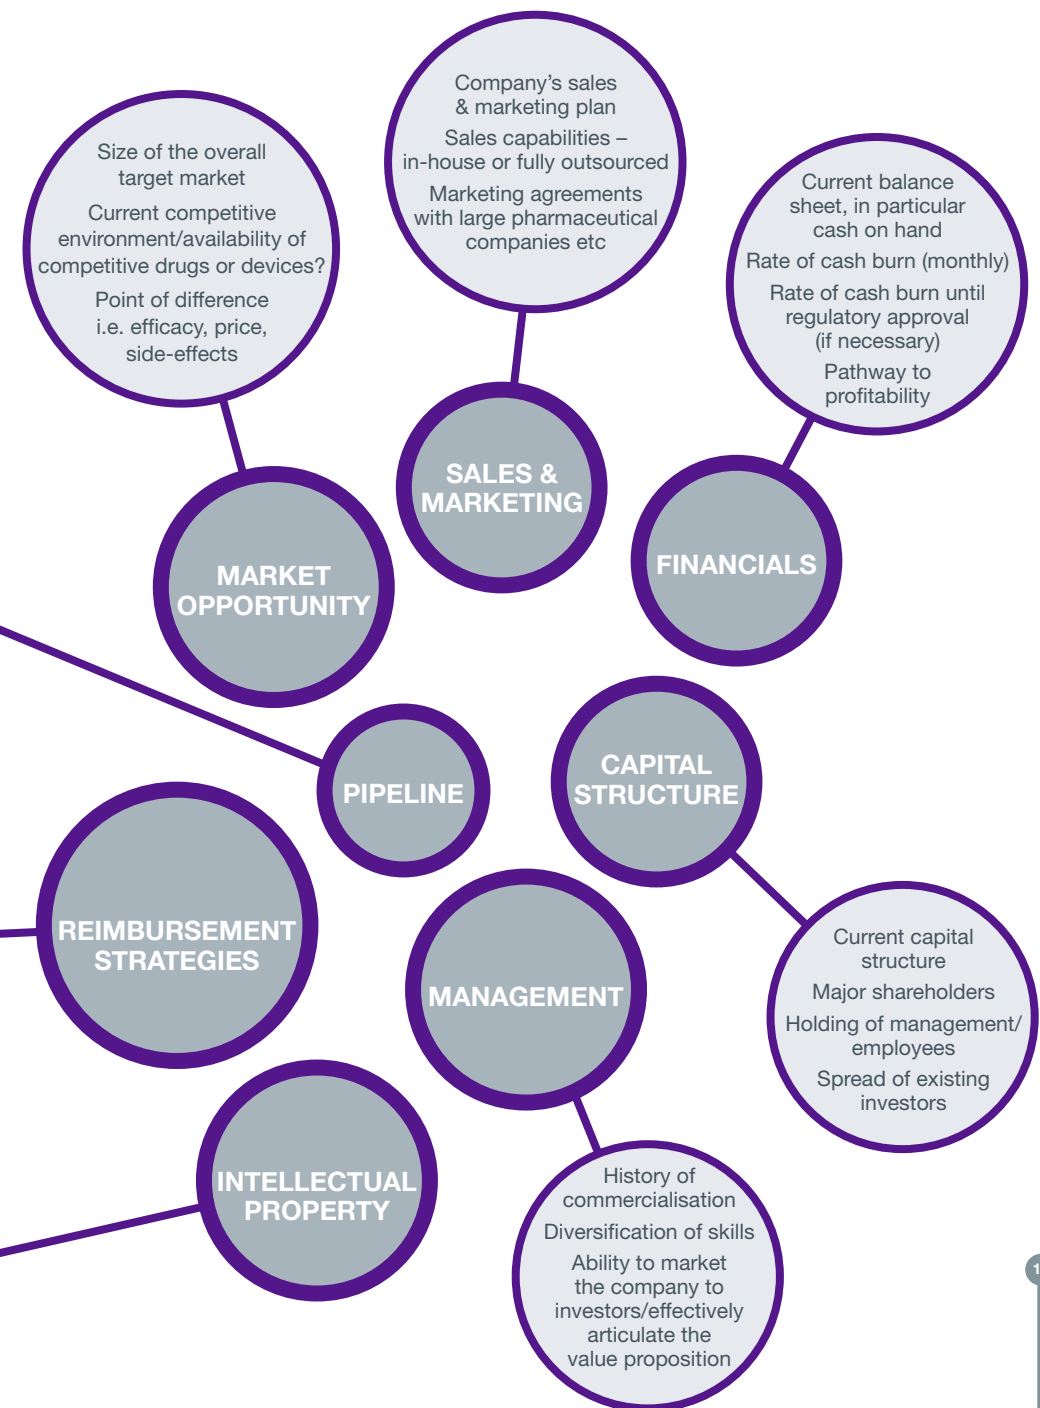 Company’s sales
& marketing plan
Sales capabilities –
in-house or fully outsourced
Marketing agreements
with large pharmaceutical
companies etc
Size of the overall
target market
Current competitive
environment/availability of
competitive drugs or devices?
Point of difference
i.e. efficacy, price,
side-effects
Current balance
sheet, in particular
cash on hand
Rate of cash burn (monthly)
Rate of cash burn until
regulatory approval
(if necessary)
Pathway to
profitability
SALES &
MARKETING
FINANCIALS
MARKET
OPPORTUNITY
CAPITAL
STRUCTURE
PIPELINE
REIMBURSEMENT
STRATEGIES
MANAGEMENT
Current capital
structure
Major shareholders
Holding of management/
employees
Spread of existing
investors
INTELLECTUAL
PROPERTY
History of
commercialisation
Diversification of skills
Ability to market
the company to
investors/effectively
articulate the
value proposition